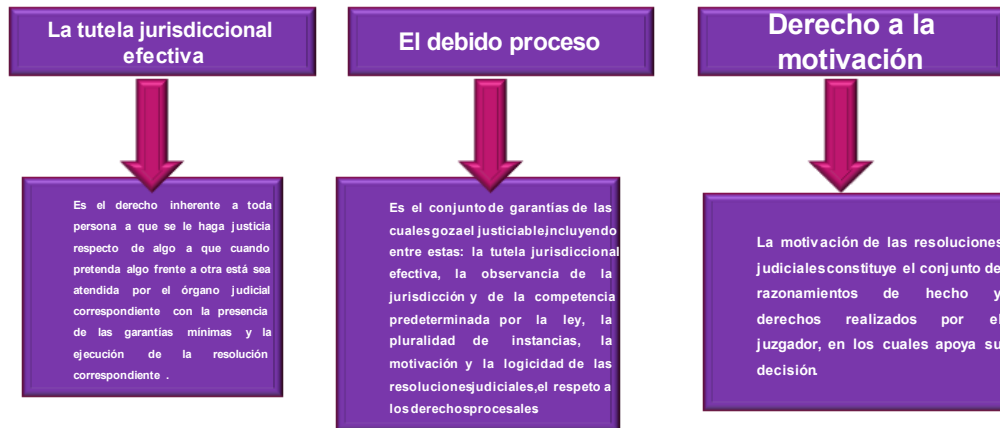 La tutela jurisdiccional
efectiva
Es el derecho inherente a toda
persona a que se le haga justicia
respecto de algo a que cuando
pretenda algo frente a otra está sea
atendida por el órgano judicial
correspondiente con la presencia
de las garantías mínimas y la
ejecución de la resolución
correspondiente .
El debido proceso
Es el conjunto de garantías de las
cuales goza el justiciable, incluyendo
entre estas: la tutela jurisdiccional
efectiva, la observancia de la
jurisdicción y de la competencia
predeterminada por la ley, la
pluralidad de instancias, la
motivación y la logicidad de las
resoluciones judiciales, el respeto a
los derechos procesales
Derecho a la
motivación
La motivación de las resoluciones
judiciales constituye el conjunto de
razonamientos de hecho y
derechos realizados por el
juzgador, en los cuales apoya su
decisión.